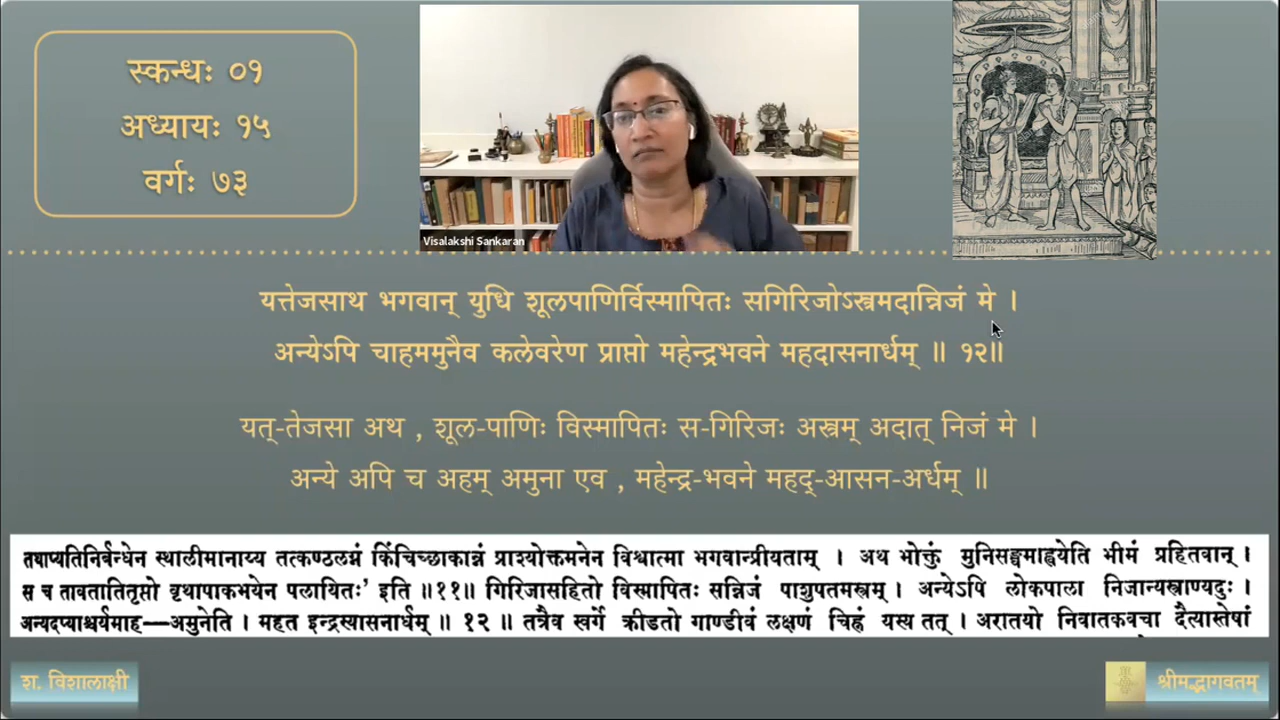 स्कन्धः ०१
अध्यायः १५
वर्गः ७३
Visalakshi Sankaran
यत्तेजसाथ भगवान् युधि शूलपाणिर्विस्मापितः सगिरिजोऽस्त्रमदान्निजं मे ।
अन्येऽपि चाहममुनैव कलेवरेण प्राप्तो महेन्द्रभवने महदासनार्धम् ॥ १२॥
यत्-तेजसा अथ , शूल-पाणिः विस्मापितः स-गिरिजः अस्त्रम् अदात् निजं मे ।
अन्ये अपि च अहम् अमुना एव , महेन्द्र-भवने महद्-आसन-अर्धम् ॥
तथाप्यतिनिर्बन्धेन स्थालीमानाय्य तत्कण्ठलग्नं किंचिच्छाकान्नं प्राश्योक्तमनेन विश्वात्मा भगवान्प्रीयताम् । अथ भोक्तुं मुनिसङ्घमाह्वयेति भीमं प्रहितवान् ।
स च तावतातितृप्तो वृथापाकभयेन पलायितः’ इति ॥११॥ गिरिजासहितो विस्मापितः सन्निजं पाशुपतमस्त्रम् । अन्येऽपि लोकपाला निजान्यस्त्राण्यदुः ।
अन्यदप्याश्चर्यमाह—अमुनेति । महत इन्द्रस्यासनार्धम् ॥ १२ ॥ तत्रैव स्वर्गे क्रीडतो गाण्डीवं लक्षणं चिह्नं यस्य तत् । अरातयो निवातकवचा दैत्यास्तेषां
श. विशालाक्षी
श्रीमद्भागवतम्